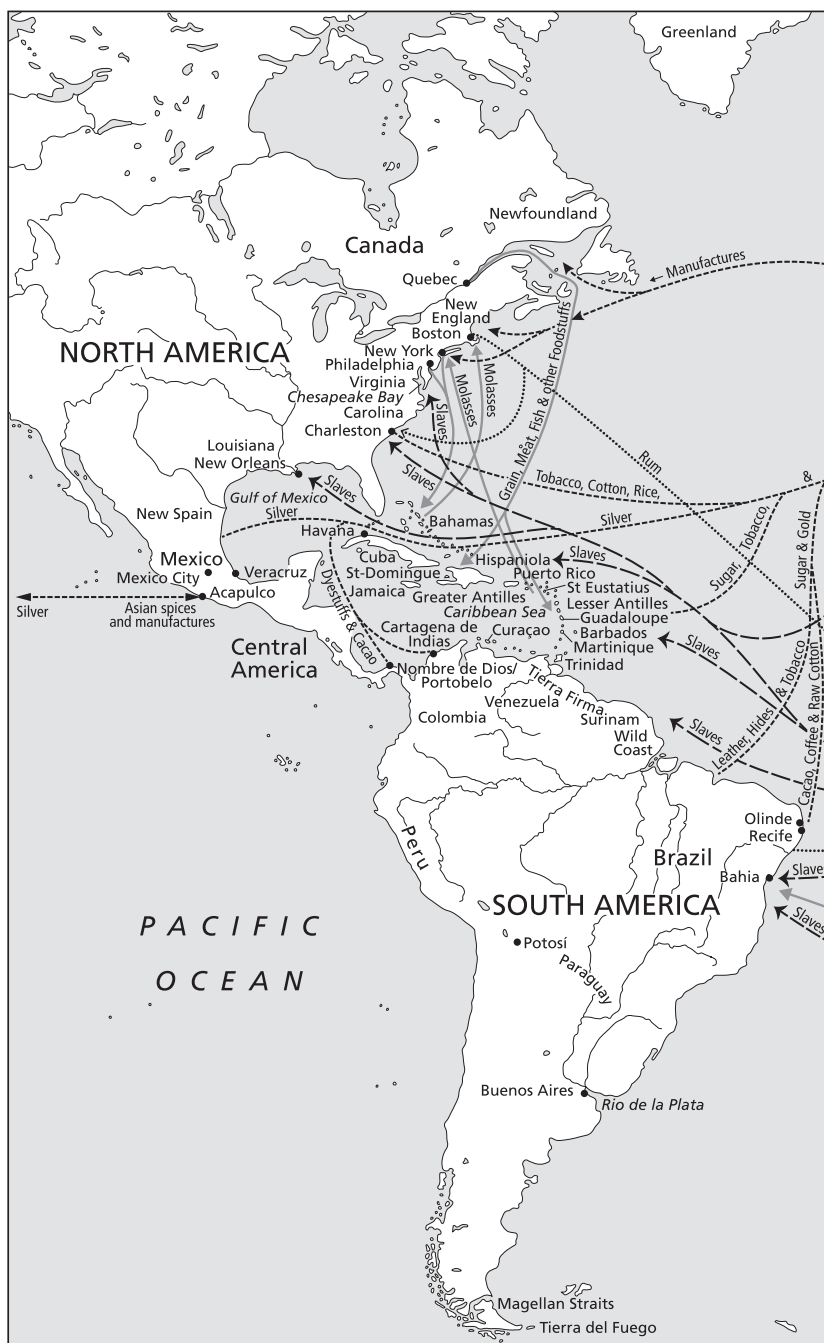 Greenland
Newfoundland
Canada
Manufactures
Quebec
New
England
Boston
NORTH AMERICA
New York
Philadelphia
Virginia
Chesapeake Bay
Carolina
Charleston
Slaves
Molasses
Molasses
Grain, Meat, Fish & other Foodstuffs
Rum
Louisiana
New Orleans
Slaves
Slaves
Tobacco, Cotton, Rice,
&
Gulf of Mexico
Silver
Silver
New Spain
Havana
Bahamas
Sugar, Tobacco,
Sugar & Gold
Mexico
Mexico City
Veracruz
Acapulco
Cuba
St-Domingue
Jamaica
Hispaniola
Slaves
Puerto Rico
St Eustatius
Greater Antilles
Lesser Antilles
Caribbean Sea
Guadaloupe
Silver
Asian spices
and manufactures
Dyestuffs & Cacao
Cartagena de
Indias
Curaçao
Barbados
Martinique
Slaves
Central
America
Trinidad
Nombre de Dios/
Portobelo
Tierra Firma
Venezuela
Colombia
Surinam
Wild
Coast
Slaves
Leather, Hides & Tobacco
Cacao, Coffee & Raw Cotton
Olinde
Recife
Peru
Brazil
Bahia
Slaves
SOUTH AMERICA
Slaves
PACIFIC
OCEAN
Potosí
Paraguay
Buenos Aires
Rio de la Plata
Magellan Straits
Tierra del Fuego